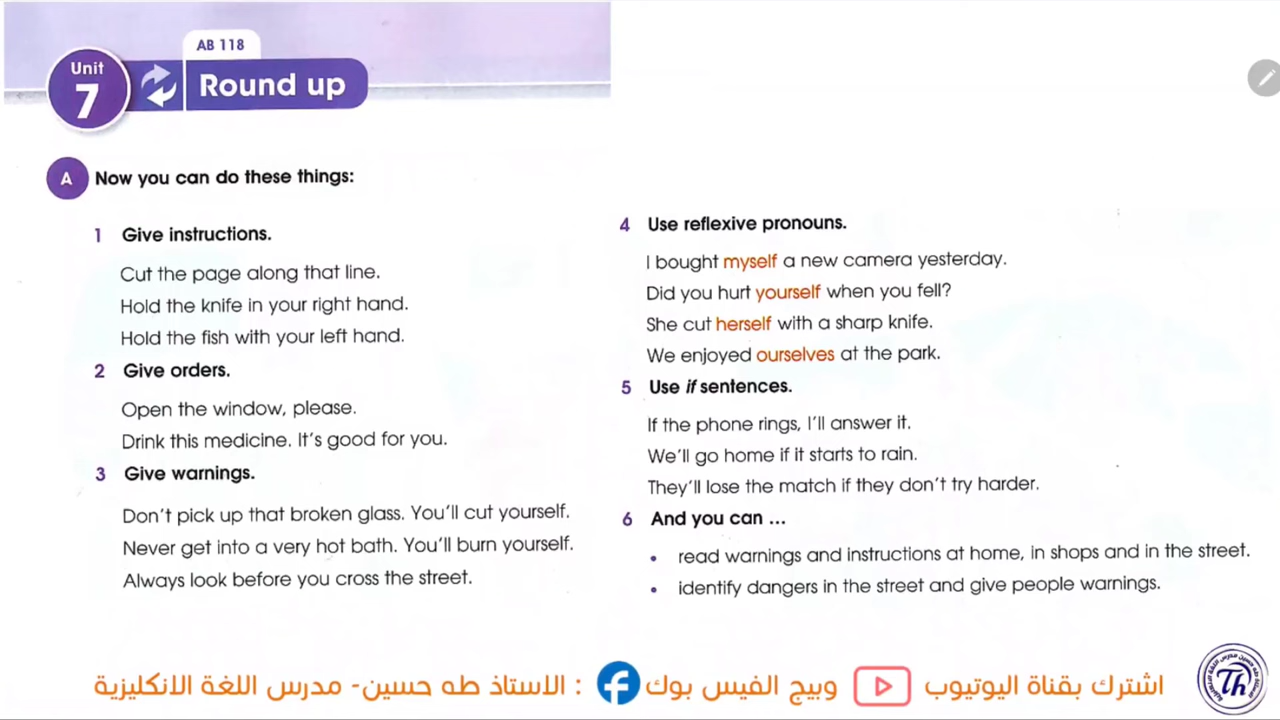 AB 118
Unit
7
Round up
A Now you can do these things:
1 Give instructions.
Cut the page along that line.
Hold the knife in your right hand.
Hold the fish with your left hand.
2 Give orders.
Open the window, please.
Drink this medicine. It's good for you.
3 Give warnings.
Don't pick up that broken glass. You'll cut yourself.
Never get into a very hot bath. You'll burn yourself.
Always look before you cross the street.
4 Use reflexive pronouns.
I bought myself a new camera yesterday.
Did you hurt yourself when you fell?
She cut herself with a sharp knife.
We enjoyed ourselves at the park.
5 Use if sentences.
If the phone rings, I'll answer it.
We'll go home if it starts to rain.
They'll lose the match if they don't try harder.
6 And you can ...
• read warnings and instructions at home, in shops and in the street.
• identify dangers in the street and give people warnings.
اشترك بقناة اليوتيوب وبيج الفيس بوك : الاستاذ طه حسين- مدرس اللغة الانكليزية
Th